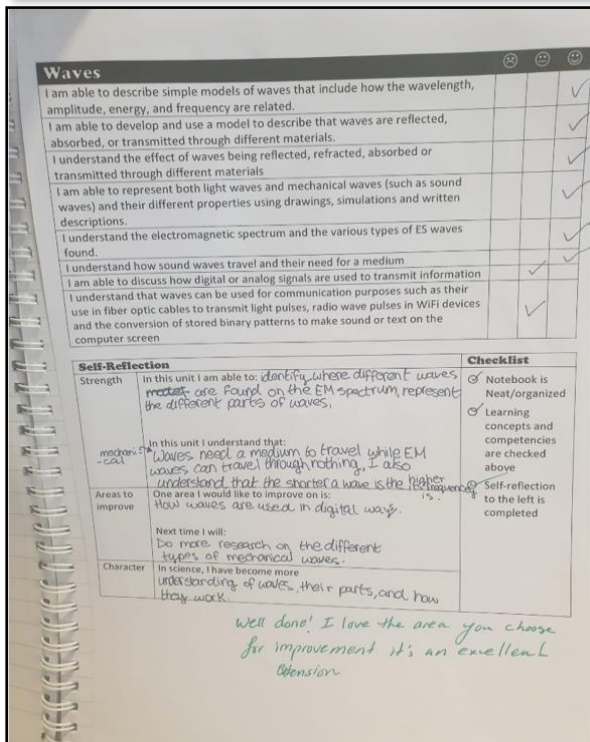 Waves
I am able to describe simple models of waves that include how the wavelength,
amplitude, energy, and frequency are related.
I am able to develop and use a model to describe that waves are reflected,
absorbed, or transmitted through different materials.
I understand the effect of waves being reflected, refracted, absorbed or
transmitted through different materials
I am able to represent both light waves and mechanical waves (such as sound
waves) and their different properties using drawings, simulations and written
descriptions.
I understand the electromagnetic spectrum and the various types of ES waves
found.
I understand how sound waves travel and their need for a medium
I am able to discuss how digital or analog signals are used to transmit information
I understand that waves can be used for communication purposes such as their
use in fiber optic cables to transmit light pulses, radio wave pulses in WiFi devices
and the conversion of stored binary patterns to make sound or text on the
computer screen
Self-Reflection
Strength
In this unit I am able to: identify where different waves
are found on the EM spectrum, represent
the different parts of waves,
In this unit I understand that:
mechani
-cal
Waves need a medium to travel while EM
waves can travel through nothing, I also
understand that the shorter a wave is the higher
frequency
is.
Areas to
improve
One area I would like to improve on is:
How waves are used in digital ways.
Next time I will:
Do more research on the different
types of mechanical waves.
Character
In science, I have become more
understanding of waves, their parts, and how
they work.
Checklist
Notebook is
Neat/organized
Learning
concepts and
competencies
are checked
above
Self-reflection
to the left is
completed
Well done! I love the area you choose
for improvement it's an excellent